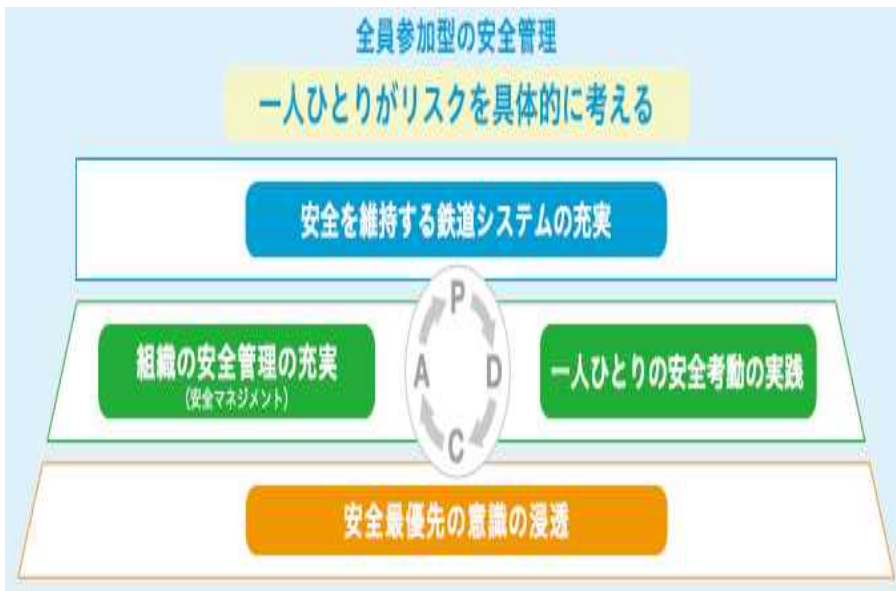 全員参加型の安全管理
一人ひとりがリスクを具体的に考える
安全を維持する鉄道システムの充実
組織の安全管理の充実
(安全マネジメント)
P
A
D
C
一人ひとりの安全考動の実践
安全最優先の意識の浸透